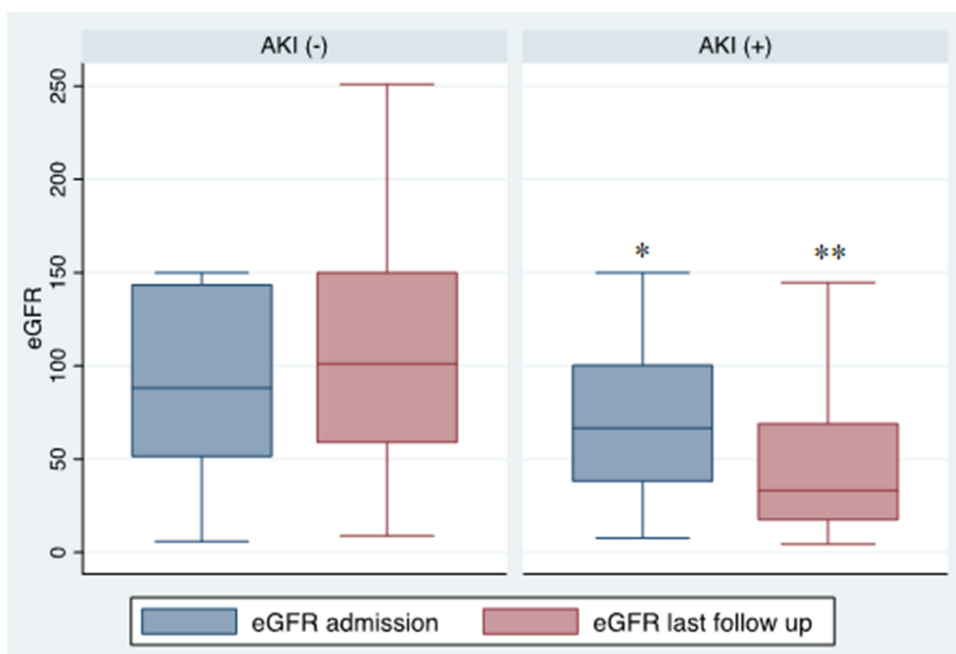 AKI (-)
AKI (+)
eGFR
250
200
150
100
50
0
*
**
eGFR admission
eGFR last follow up